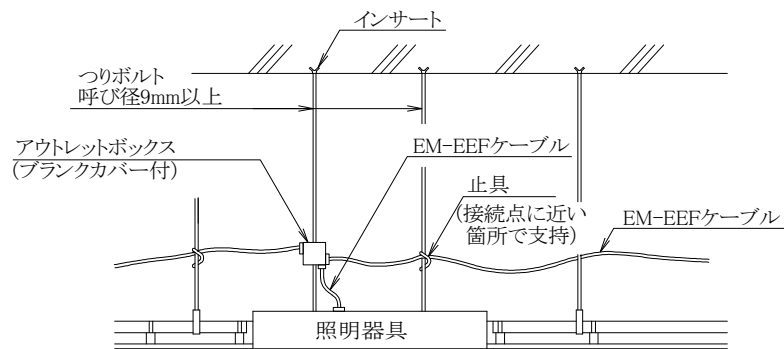 インサート
つりボルト
呼び径9mm以上
アウトレットボックス
(ブランクカバー付)
EM-EEFケーブル
止具
(接続点に近い
箇所で支持)
EM-EEFケーブル
照明器具